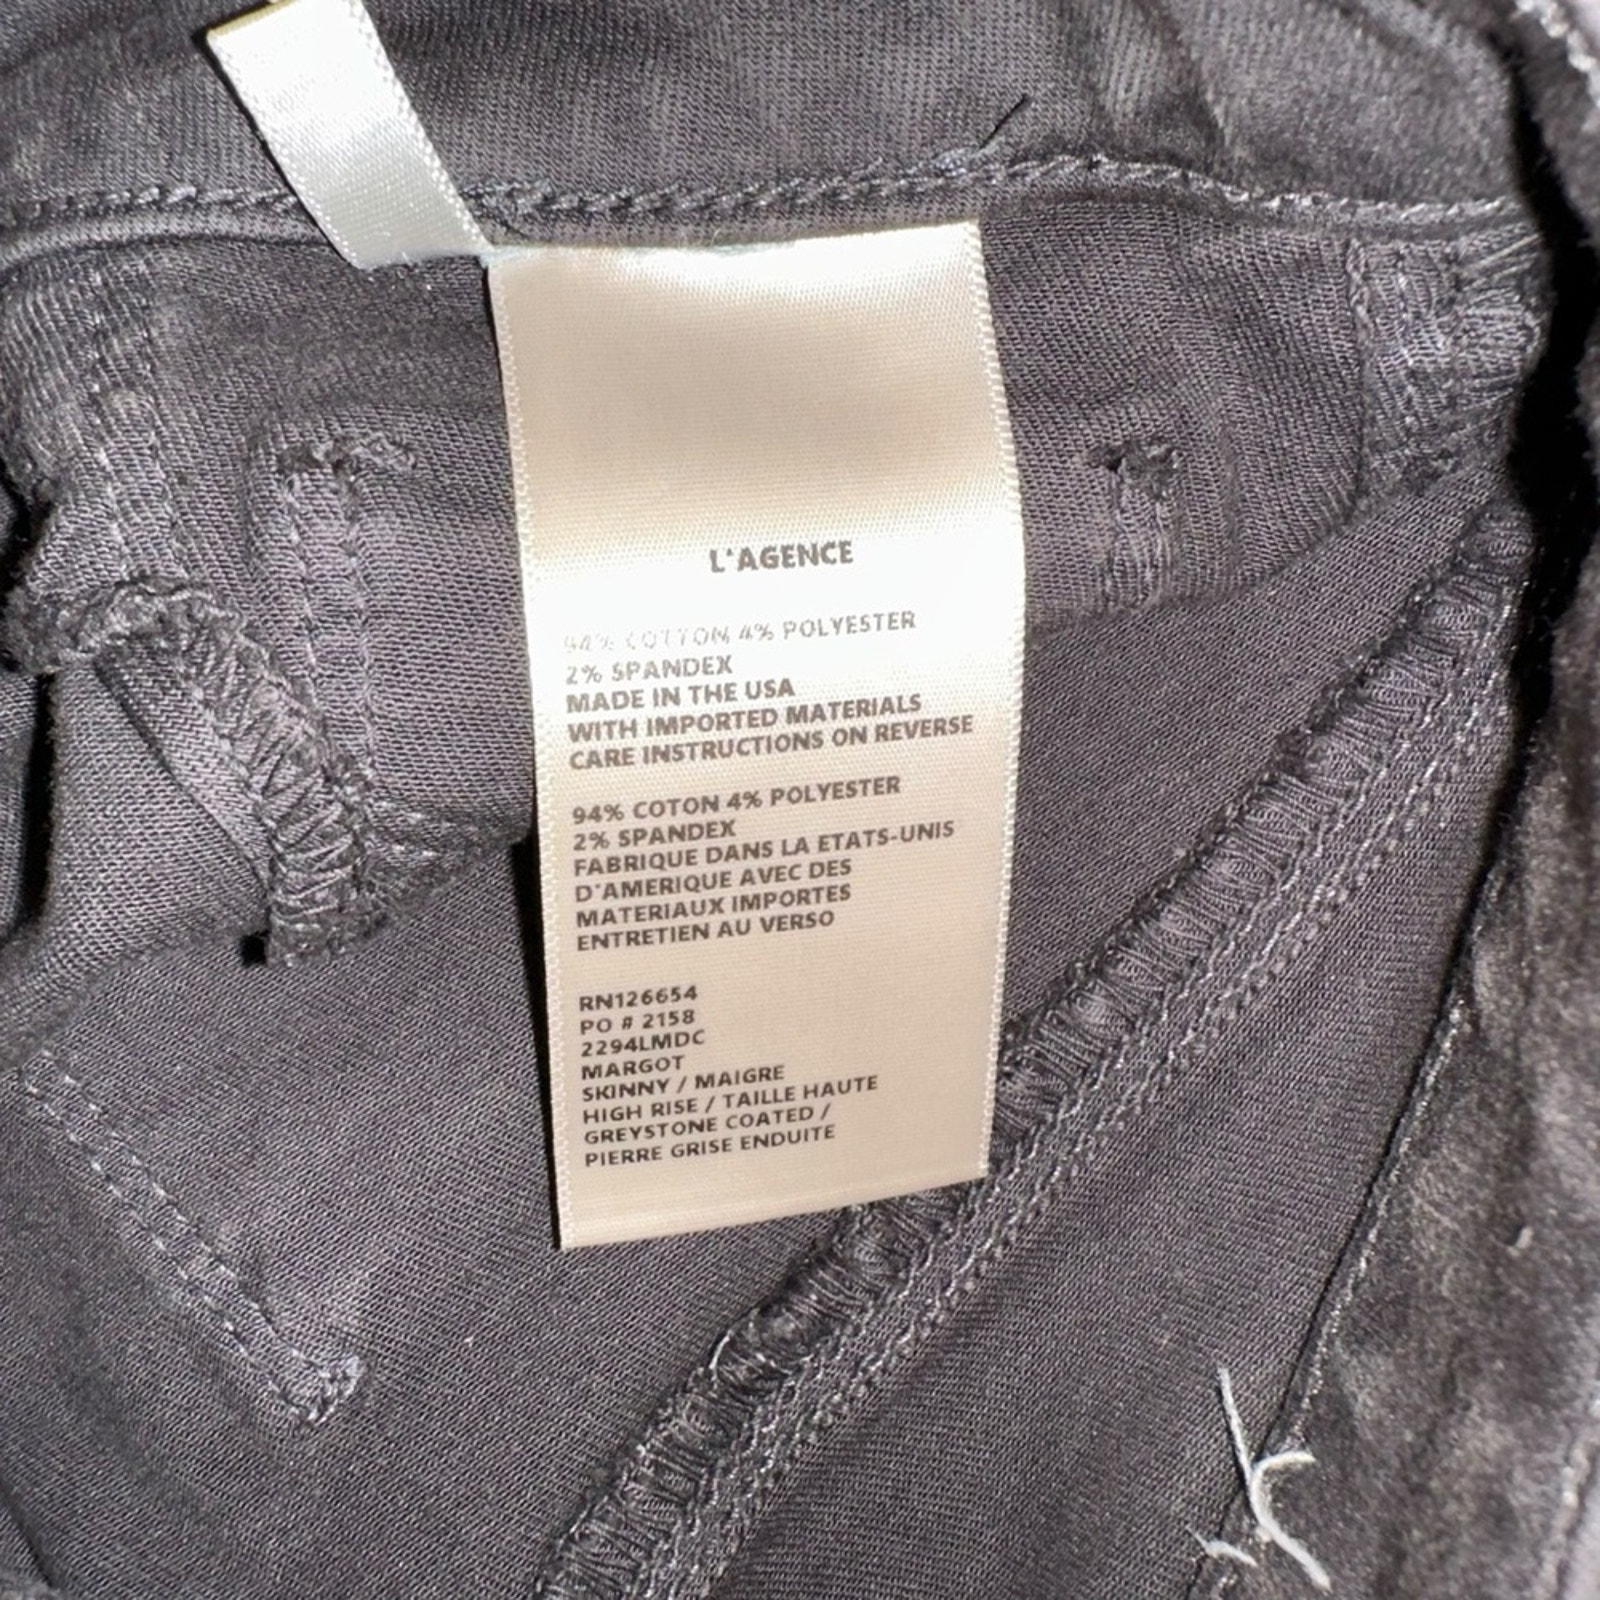 L'AGENCE
94% COTTON 4% POLYESTER
2% SPANDEX
MADE IN THE USA
WITH IMPORTED MATERIALS
CARE INSTRUCTIONS ON REVERSE
94% COTON 4% POLYESTER
2% SPANDEX
FABRIQUE DANS LA ETATS-UNIS
D'AMERIQUE AVEC DES
MATERIAUX IMPORTES
ENTRETIEN AU VERSO
RN126654
PO # 2158
2294LMDC
MARGOT
SKINNY / MAIGRE
HIGH RISE / TAILLE HAUTE
GREYSTONE COATED /
PIERRE GRISE ENDUITE